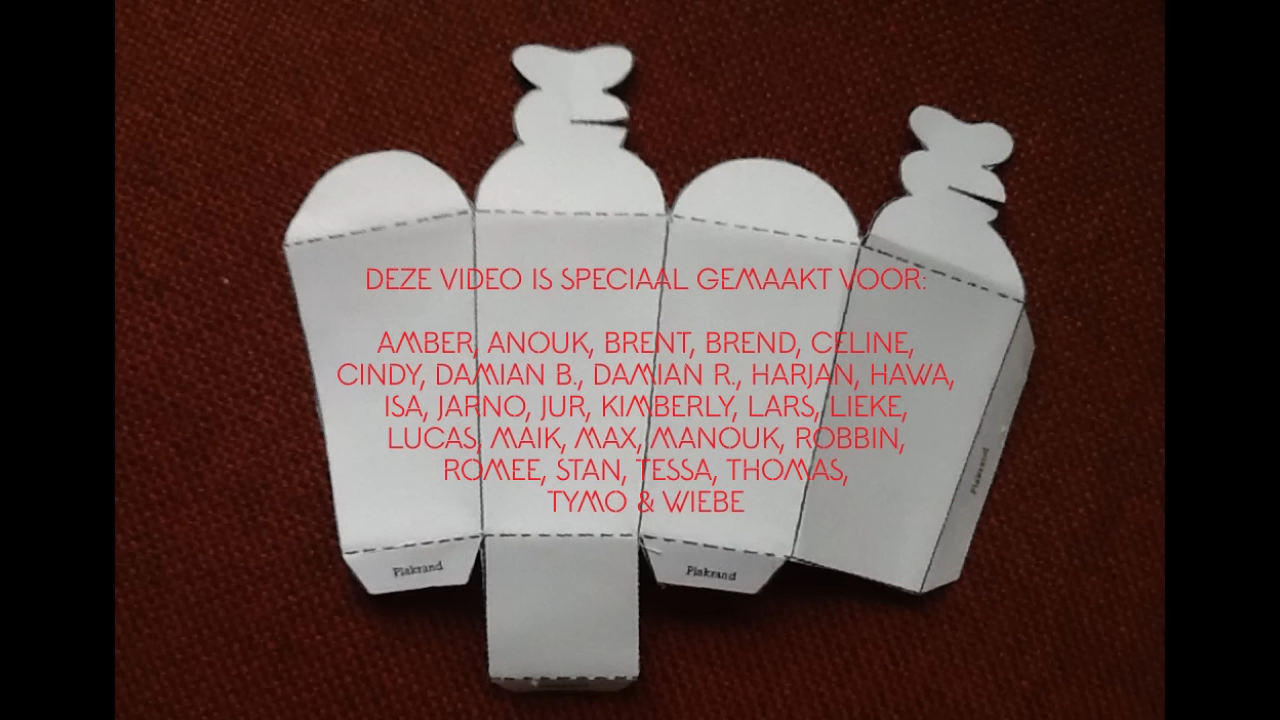 DEZE VIDEO IS SPECIAAL GEMAAKT VOOR:
AMBER, ANOUK, BRENT, BREND, CELINE,
CINDY, DAMIAN B., DAMIAN R., HARJAN, HAWA,
ISA, JARNO, JUR, KIMBERLY, LARS, LIEKE,
LUCAS, MAIK, MAX, MANOUK, ROBBIN,
ROMEE, STAN, TESSA, THOMAS,
TYMO & WIEBE
Plakrand
Plakrand
Plakrand